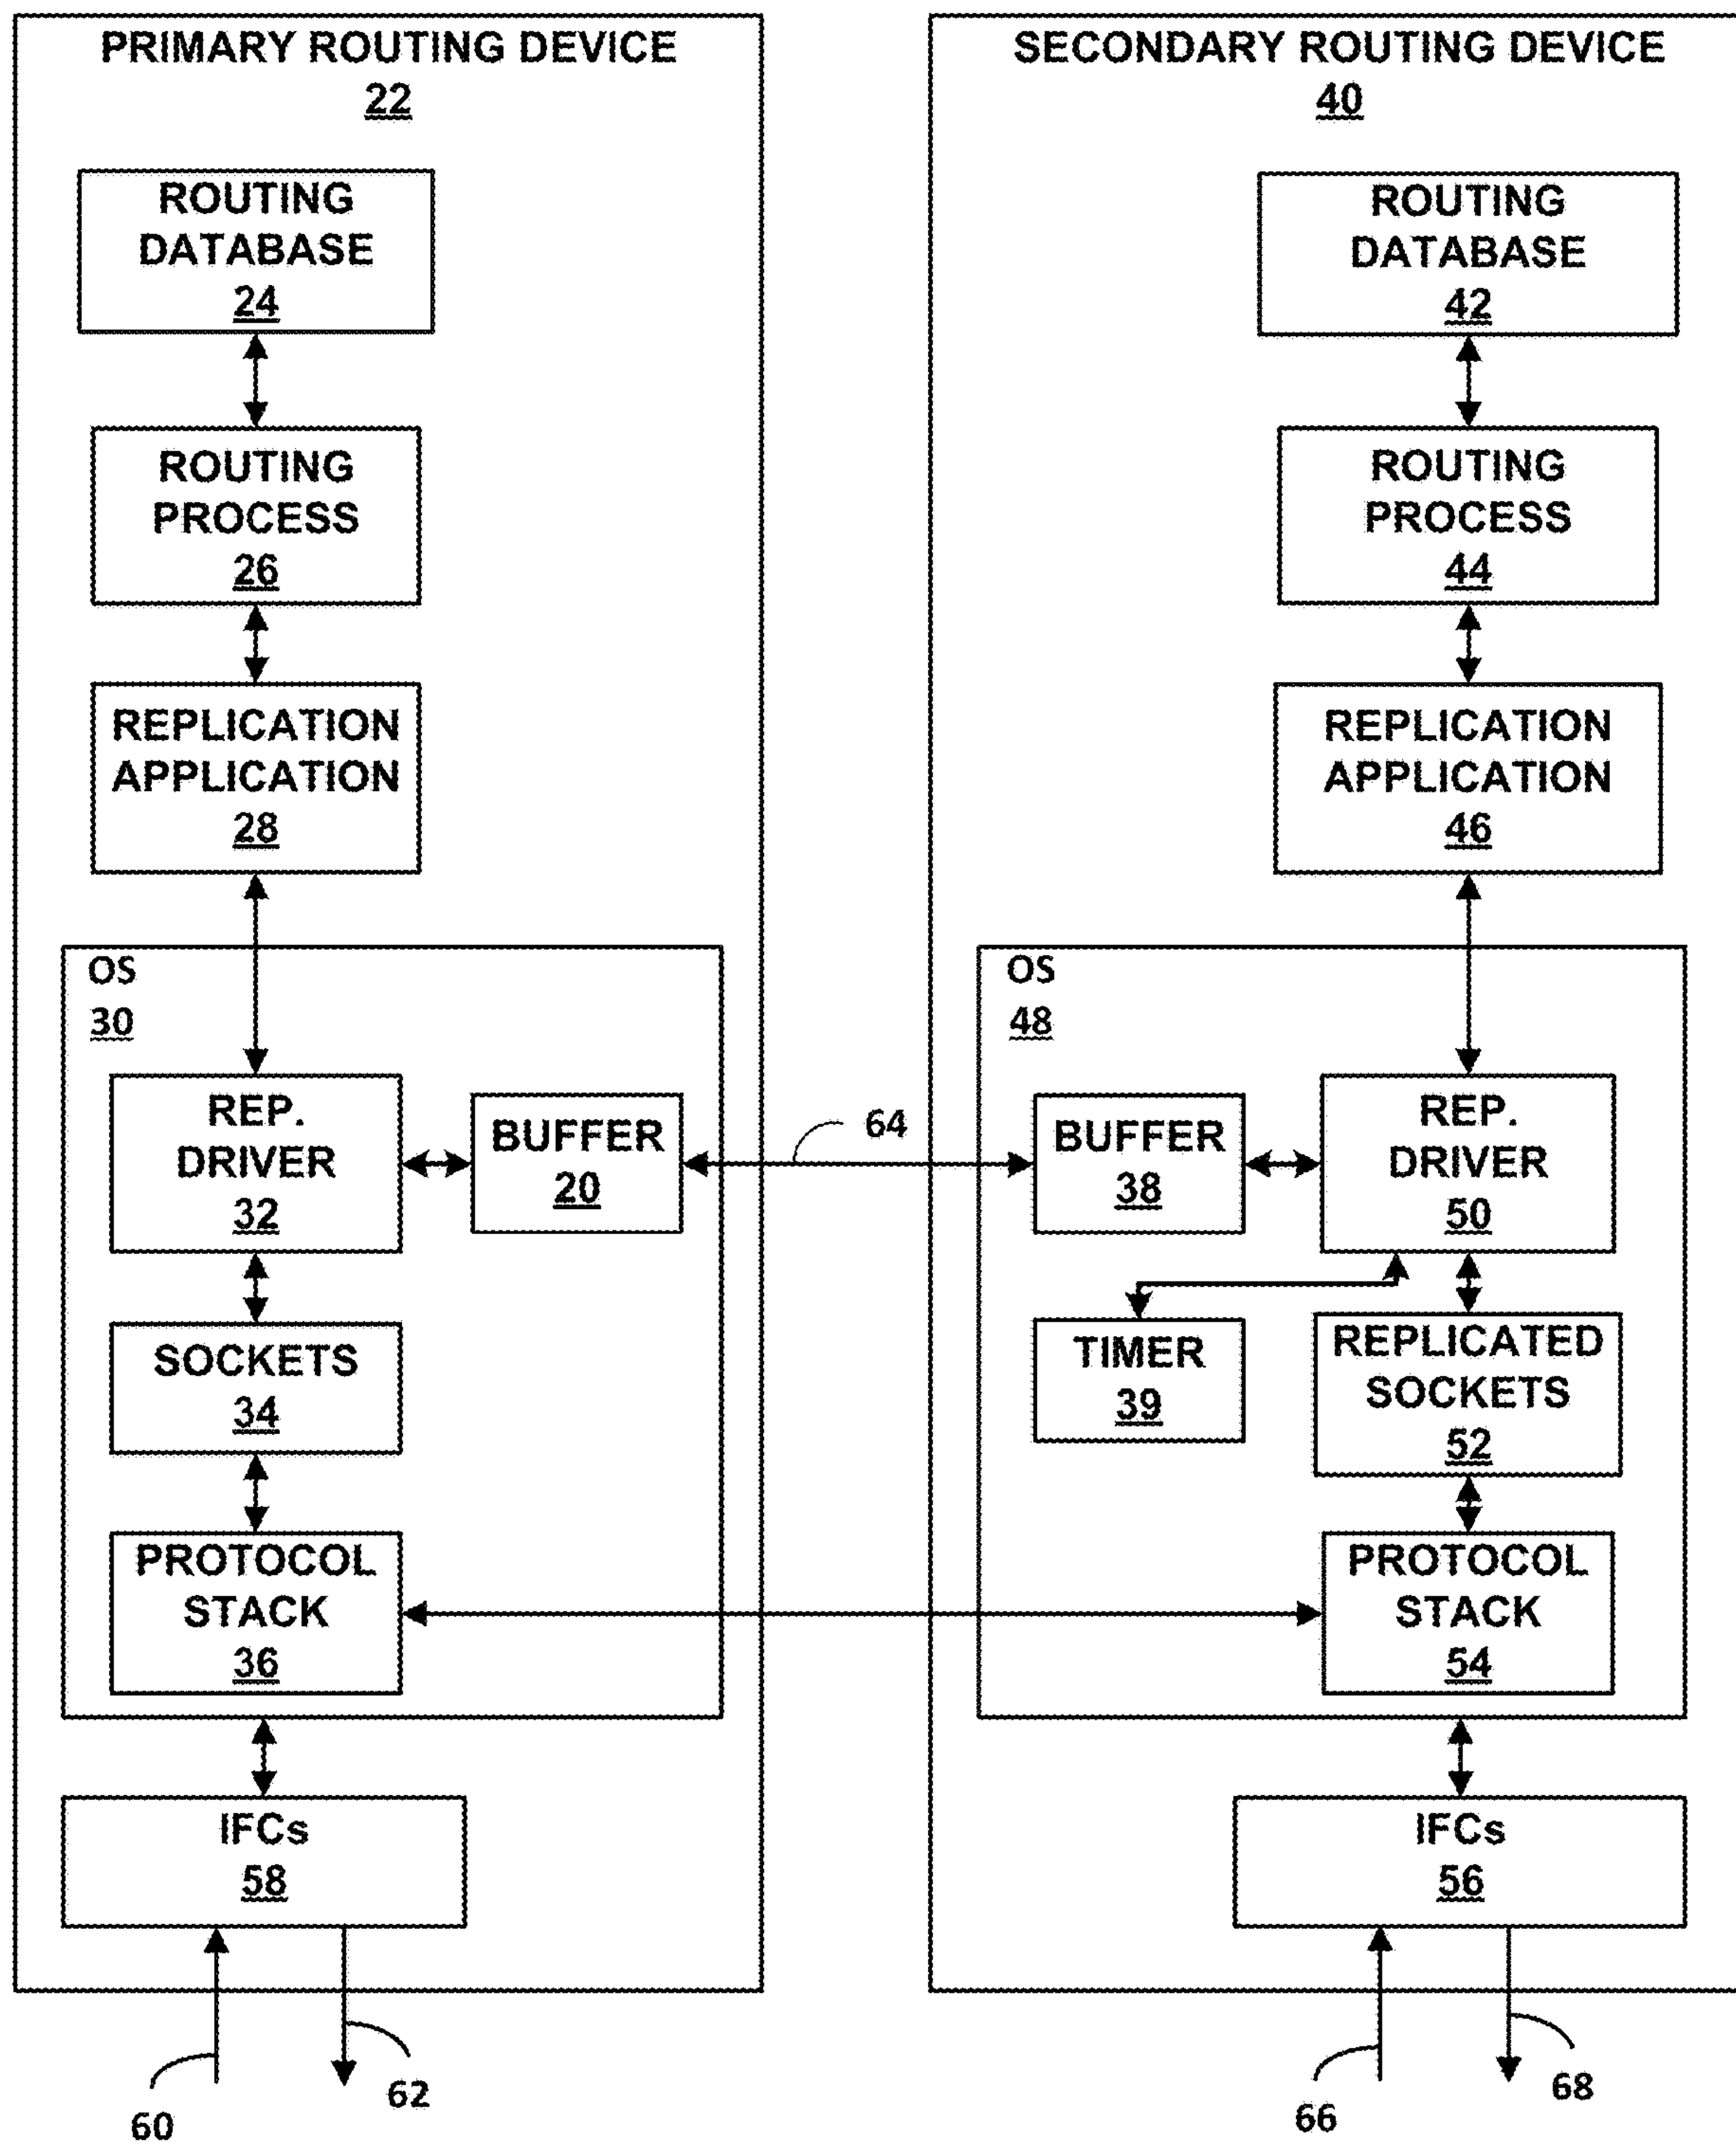 PRIMARY ROUTING DEVICE
22
ROUTING
DATABASE
24
ROUTING
PROCESS
26
REPLICATION
APPLICATION
28
OS
30
REP.
DRIVER
32
BUFFER
20
SOCKETS
34
PROTOCOL
STACK
36
IFCs
58
60
62
64
SECONDARY ROUTING DEVICE
40
ROUTING
DATABASE
42
ROUTING
PROCESS
44
REPLICATION
APPLICATION
46
OS
48
BUFFER
38
REP.
DRIVER
50
TIMER
39
REPLICATED
SOCKETS
52
PROTOCOL
STACK
54
IFCs
56
66
68